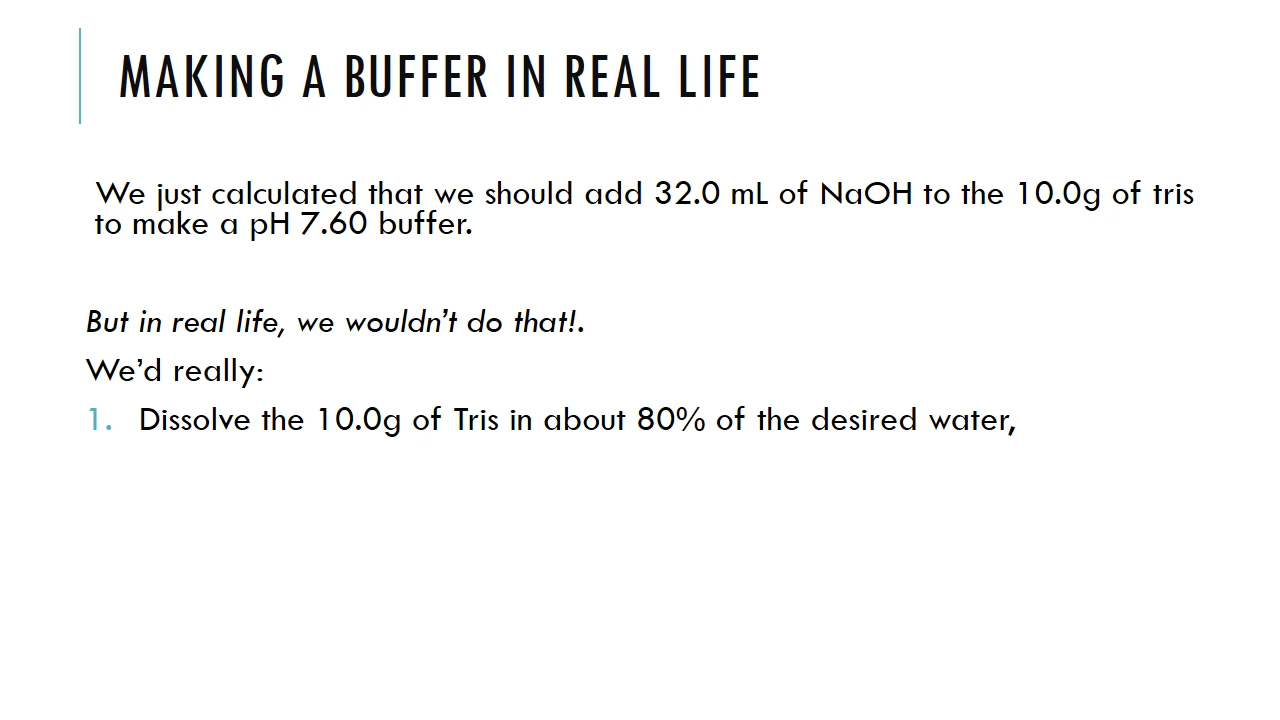 MAKING A BUFFER IN REAL LIFE
We just calculated that we should add 32.0 mL of NaOH to the 10.0g of tris
to make a pH 7.60 buffer.
But in real life, we wouldn’t do that!.
We’d really:
1. Dissolve the 10.0g of Tris in about 80% of the desired water,